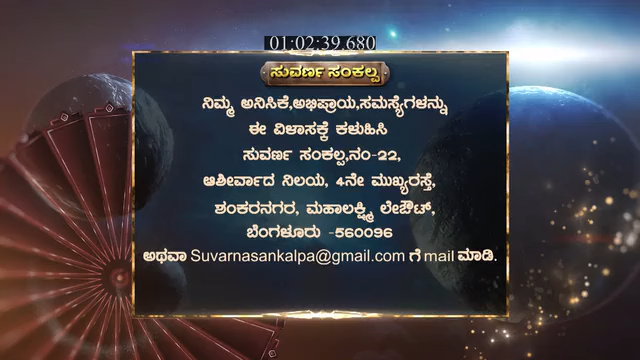 01:02:39.680
ಸುವರ್ಣ ಸಂಕಲ್ಪ
ನಿಮ್ಮ ಅನಿಸಿಕೆ,ಅಭಿಪ್ರಾಯ,ಸಮಸ್ಯೆಗಳನ್ನು
ಈ ವಿಳಾಸಕ್ಕೆ ಕಳುಹಿಸಿ
ಸುವರ್ಣ ಸಂಕಲ್ಪ,ನಂ-22,
ಆಶೀರ್ವಾದ ನಿಲಯ, 4ನೇ ಮುಖ್ಯರಸ್ತೆ,
ಶಂಕರನಗರ, ಮಹಾಲಕ್ಷ್ಮಿ ಲೇಔಟ್,
ಬೆಂಗಳೂರು -560096
ಅಥವಾ Suvarnasankalpa@gmail.com ಗೆ mail ಮಾಡಿ.